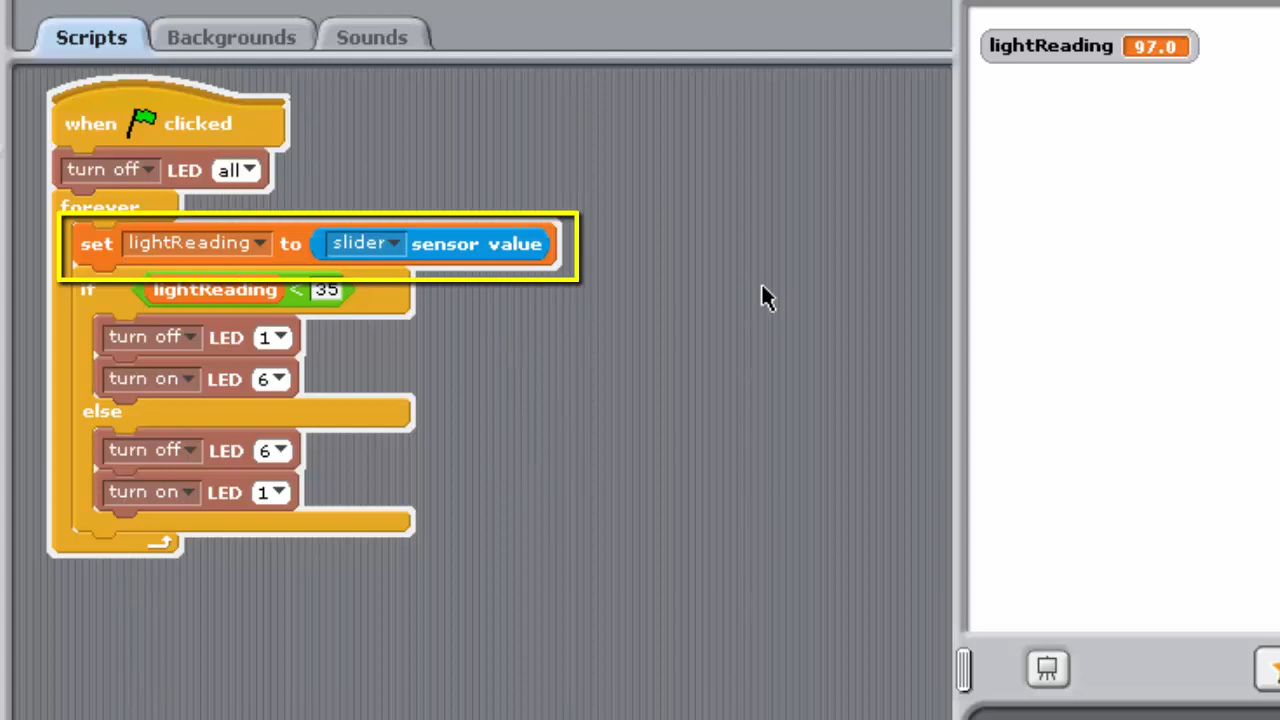 Scripts
Backgrounds
Sounds
lightReading 97.0
when clicked
turn off LED all
forever
set lightReading to slider sensor value
if lightReading < 35
turn off LED 1
turn on LED 6
else
turn off LED 6
turn on LED 1